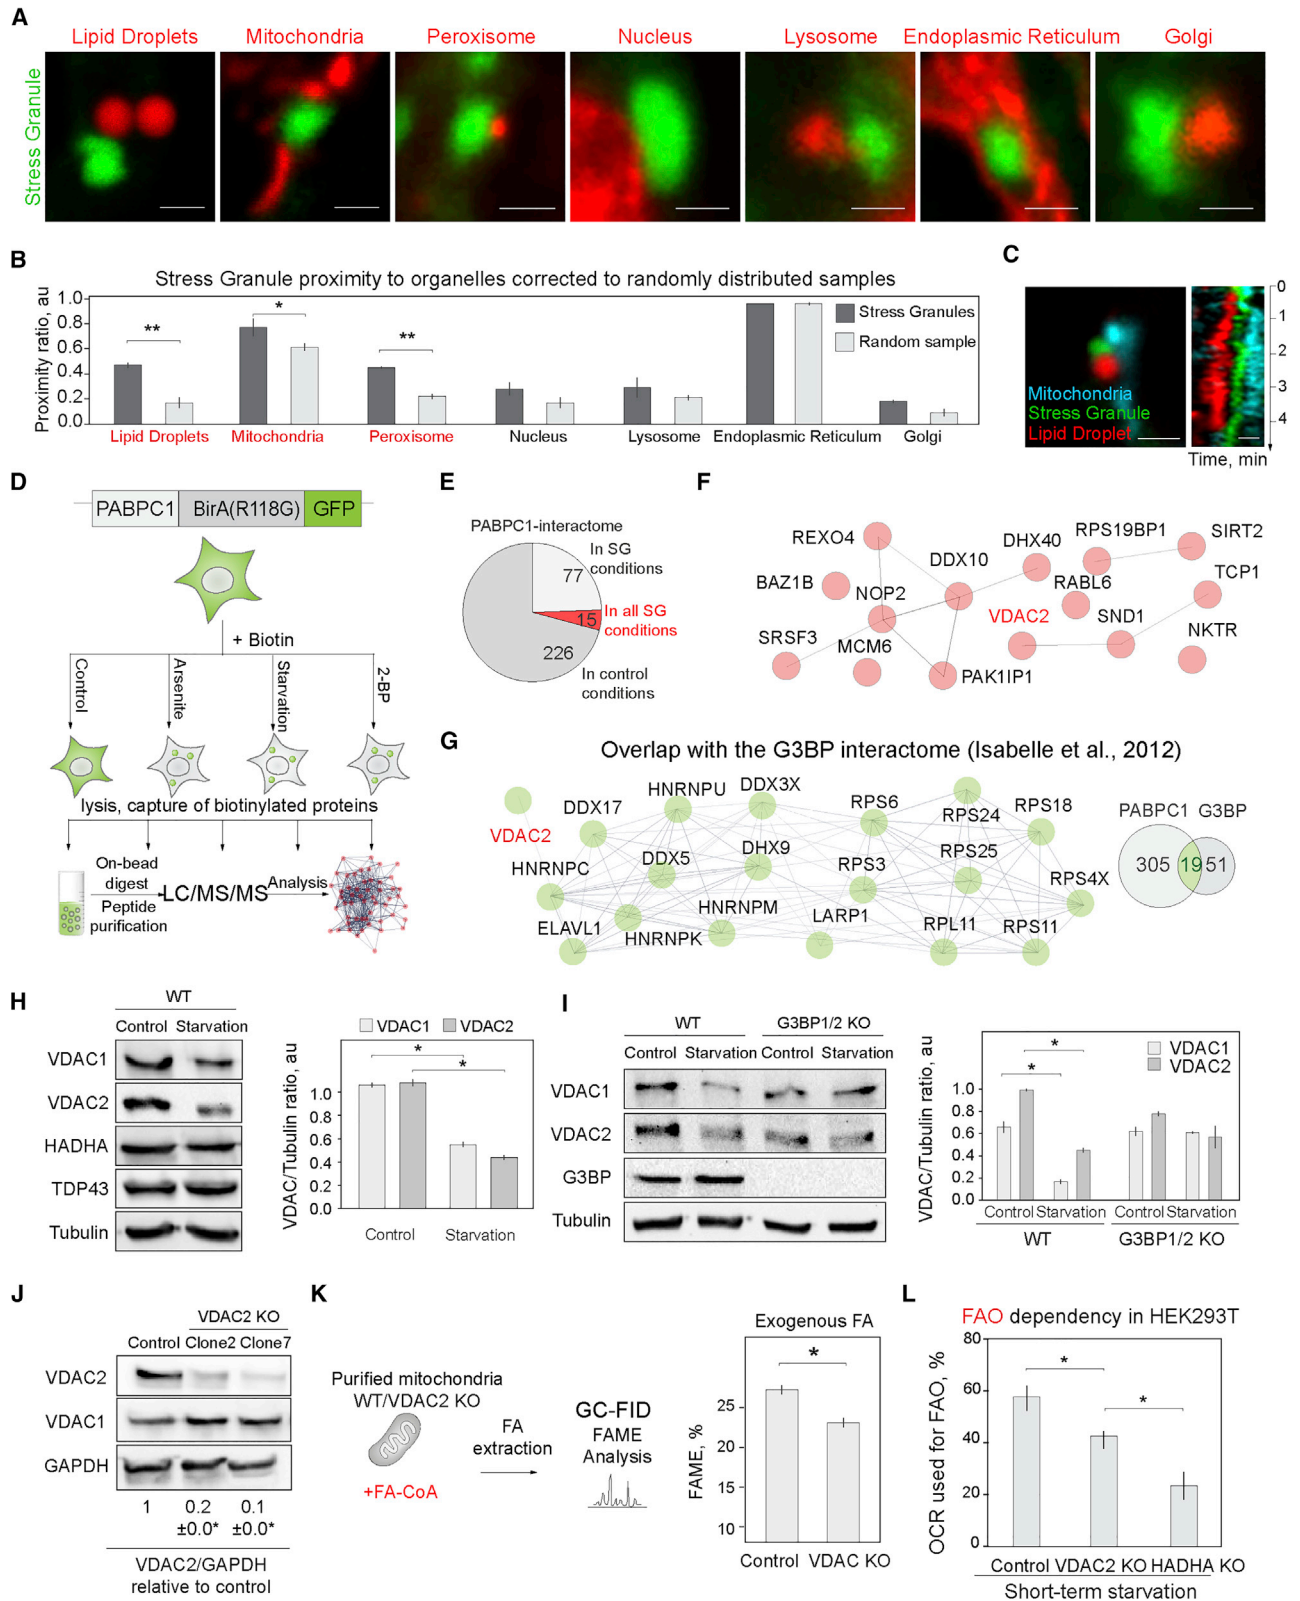 A
Lipid Droplets
Mitochondria
Peroxisome
Nucleus
Lysosome
Endoplasmic Reticulum
Golgi
Stress Granule
B
Stress Granule proximity to organelles corrected to randomly distributed samples
Proximity ratio, au
1.0
0.8
0.6
0.4
0.2
0.0
**
*
**
Stress Granules
Random sample
Lipid Droplets
Mitochondria
Peroxisome
Nucleus
Lysosome
Endoplasmic Reticulum
Golgi
C
Mitochondria
Stress Granule
Lipid Droplet
0
1
2
3
4
Time, min
D
PABPC1
BirA(R118G)
GFP
+ Biotin
Control
Arsenite
Starvation
2-BP
lysis, capture of biotinylated proteins
On-bead
digest
Peptide
purification
LC/MS/MS
Analysis
E
PABPC1-interactome
In SG
conditions
77
In all SG
conditions
15
226
In control
conditions
F
REXO4
DDX10
DHX40
RPS19BP1
SIRT2
BAZ1B
NOP2
RABL6
TCP1
VDAC2
SND1
SRSF3
MCM6
PAK1IP1
NKTR
G
Overlap with the G3BP interactome (Isabelle et al., 2012)
VDAC2
DDX17
HNRNPU
DDX3X
RPS6
RPS24
RPS18
HNRNPC
DDX5
DHX9
RPS3
RPS25
RPS4X
ELAVL1
HNRNPK
HNRNPM
LARP1
RPL11
RPS11
PABPC1
G3BP
305
19
51
H
WT
Control
Starvation
VDAC1
VDAC2
HADHA
TDP43
Tubulin
VDAC1
VDAC2
VDAC/Tubulin ratio, au
1.0
0.8
0.6
0.4
0.2
0.0
*
*
Control
Starvation
I
WT
G3BP1/2 KO
Control
Starvation
Control
Starvation
VDAC1
VDAC2
G3BP
Tubulin
VDAC/Tubulin ratio, au
1.0
0.8
0.6
0.4
0.2
0.0
*
*
VDAC1
VDAC2
Control
Starvation
Control
Starvation
WT
G3BP1/2 KO
J
VDAC2 KO
Control
Clone2
Clone7
VDAC2
VDAC1
GAPDH
1
0.2
±0.0*
0.1
±0.0*
VDAC2/GAPDH
relative to control
K
Purified mitochondria
WT/VDAC2 KO
+FA-CoA
FA
extraction
GC-FID
FAME
Analysis
Exogenous FA
FAME, %
25
20
15
10
*
Control
VDAC KO
L
FAO dependency in HEK293T
OCR used for FAO, %
80
60
40
20
0
*
*
Control
VDAC2 KO
HADHA KO
Short-term starvation